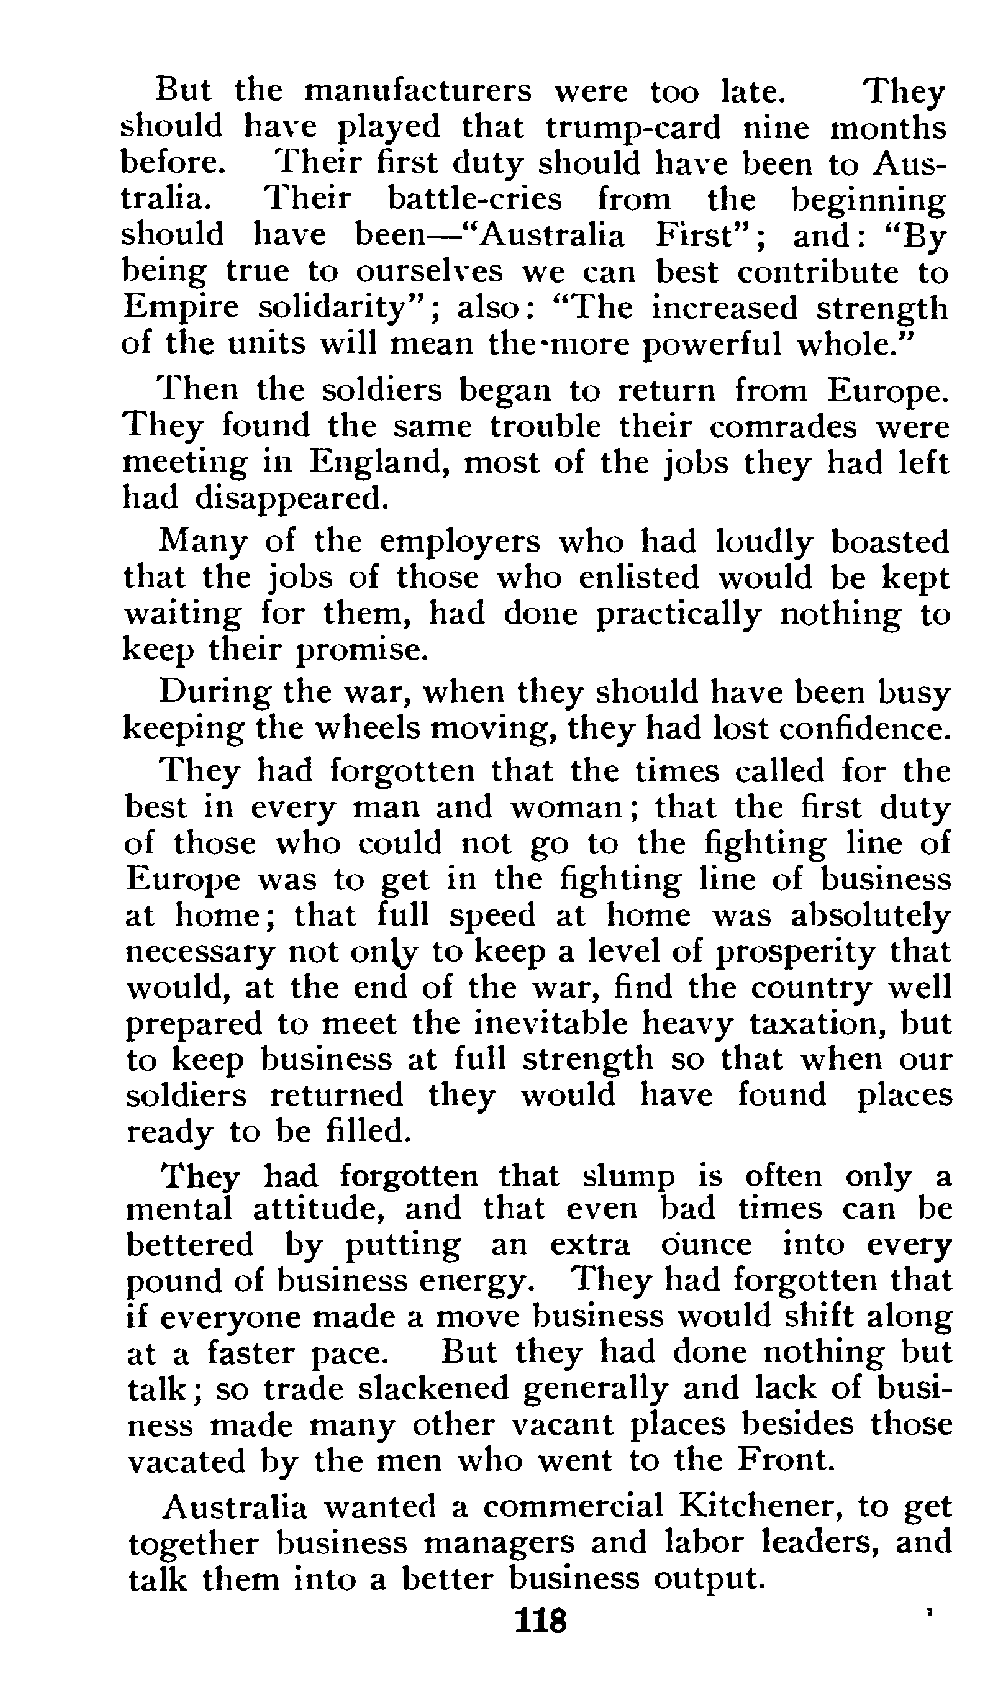 But the manufacturers were too late. They
should have played that trump-card nine months
before. Their first duty should have been to Aus-
tralia. Their battle-cries from the beginning
should have been—“Australia First”; and: “By
being true to ourselves we can best contribute to
Empire solidarity”; also: “The increased strength
of the units will mean the more powerful whole.”
Then the soldiers began to return from Europe.
They found the same trouble their comrades were
meeting in England, most of the jobs they had left
had disappeared.
Many of the employers who had loudly boasted
that the jobs of those who enlisted would be kept
waiting for them, had done practically nothing to
keep their promise.
During the war, when they should have been busy
keeping the wheels moving, they had lost confidence.
They had forgotten that the times called for the
best in every man and woman; that the first duty
of those who could not go to the fighting line of
Europe was to get in the fighting line of business
at home; that full speed at home was absolutely
necessary not only to keep a level of prosperity that
would, at the end of the war, find the country well
prepared to meet the inevitable heavy taxation, but
to keep business at full strength so that when our
soldiers returned they would have found places
ready to be filled.
They had forgotten that slump is often only a
mental attitude, and that even bad times can be
bettered by putting an extra ounce into every
pound of business energy. They had forgotten that
if everyone made a move business would shift along
at a faster pace. But they had done nothing but
talk; so trade slackened generally and lack of busi-
ness made many other vacant places besides those
vacated by the men who went to the Front.
Australia wanted a commercial Kitchener, to get
together business managers and labor leaders, and
talk them into a better business output.
118